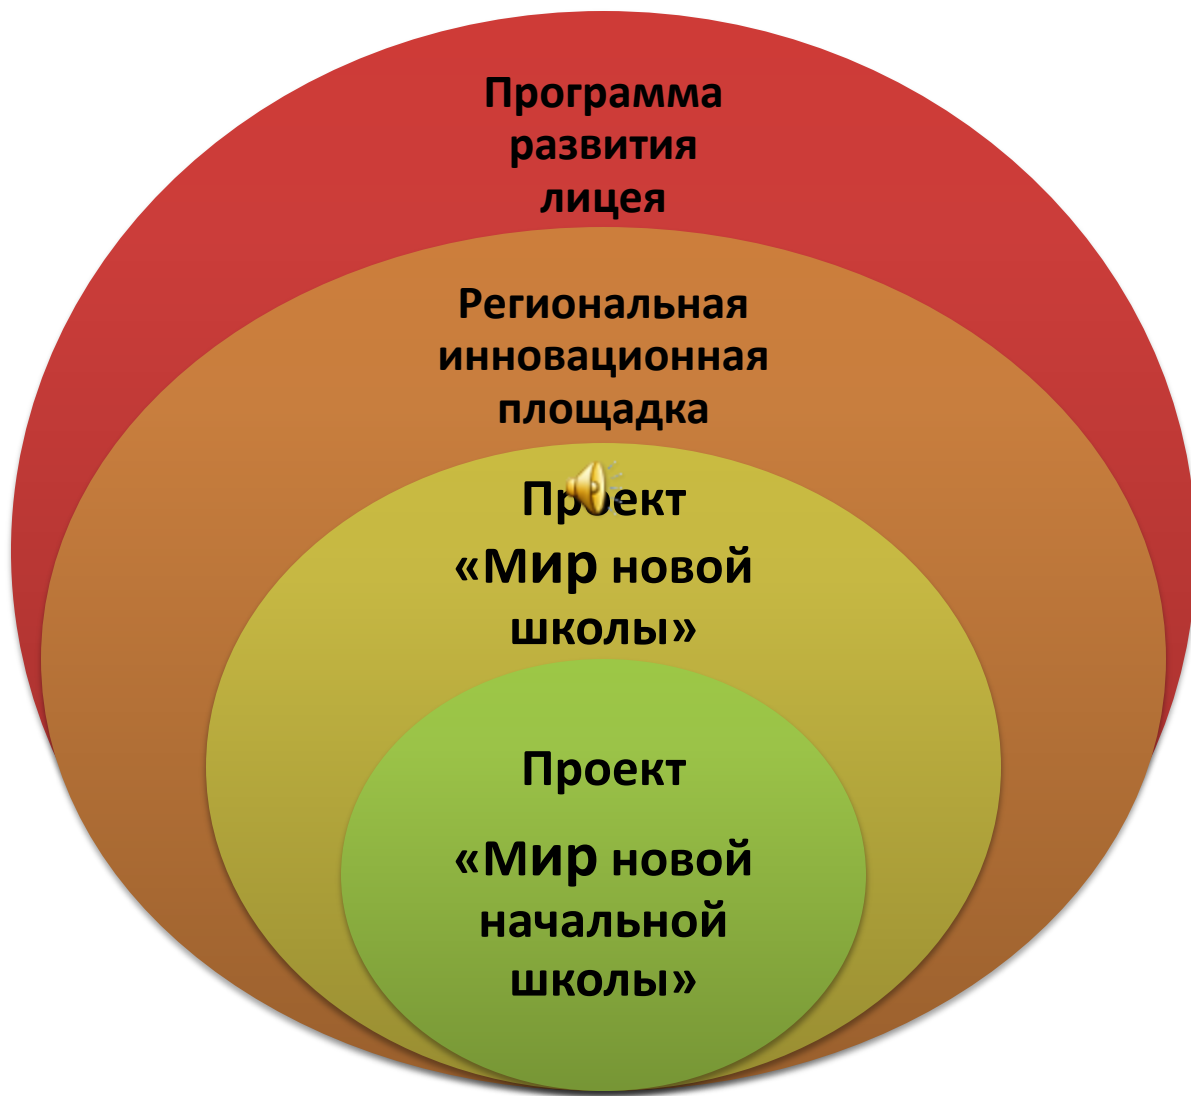 Программа
развития
лицея
Региональная
инновационная
площадка
Проект
«Мир новой
школы»
Проект
«Мир новой
начальной
школы»